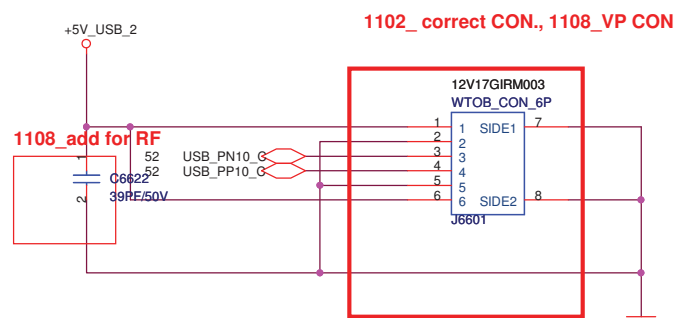 1102_ correct CON., 1108_VP CON
+5V_USB_2
12V17GIRM003
WTOB_CON_6P
1 1 SIDE1 7
2 2
1108_add for RF
52 USB_PN10_C 3 3
52 USB_PP10_C 4 4
5 5
6 6 SIDE2 8
J6601
1
C6622
39PF/50V
2